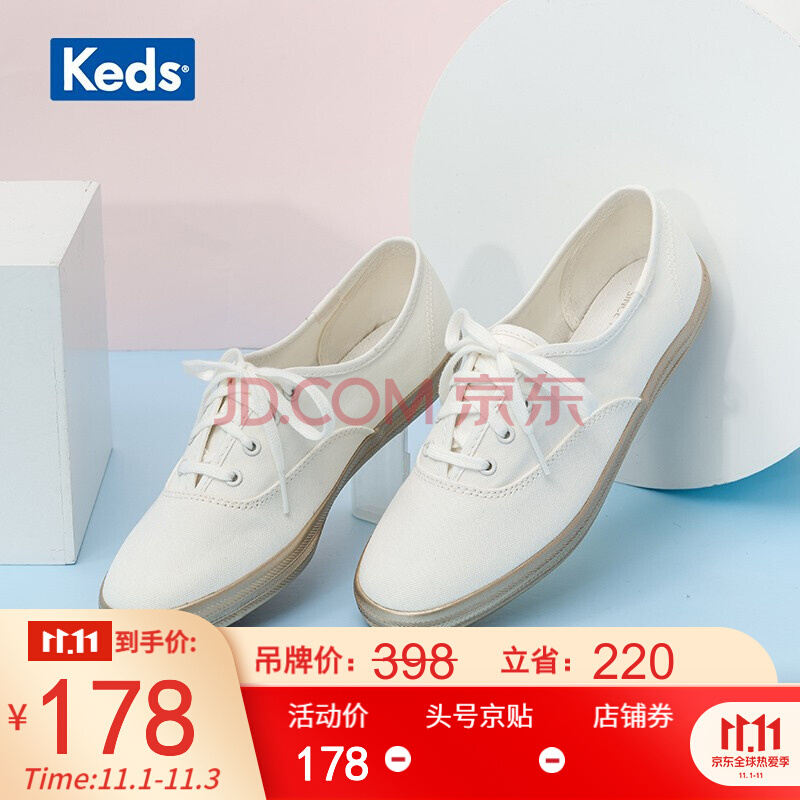 Keds®
JD.COM 京东
11.11 到手价:
¥178
Time:11.1-11.3
吊牌价：398 立省：220
活动价 头号京贴 店铺券
178 - -
11.11
京东全球热爱季
11.1-11